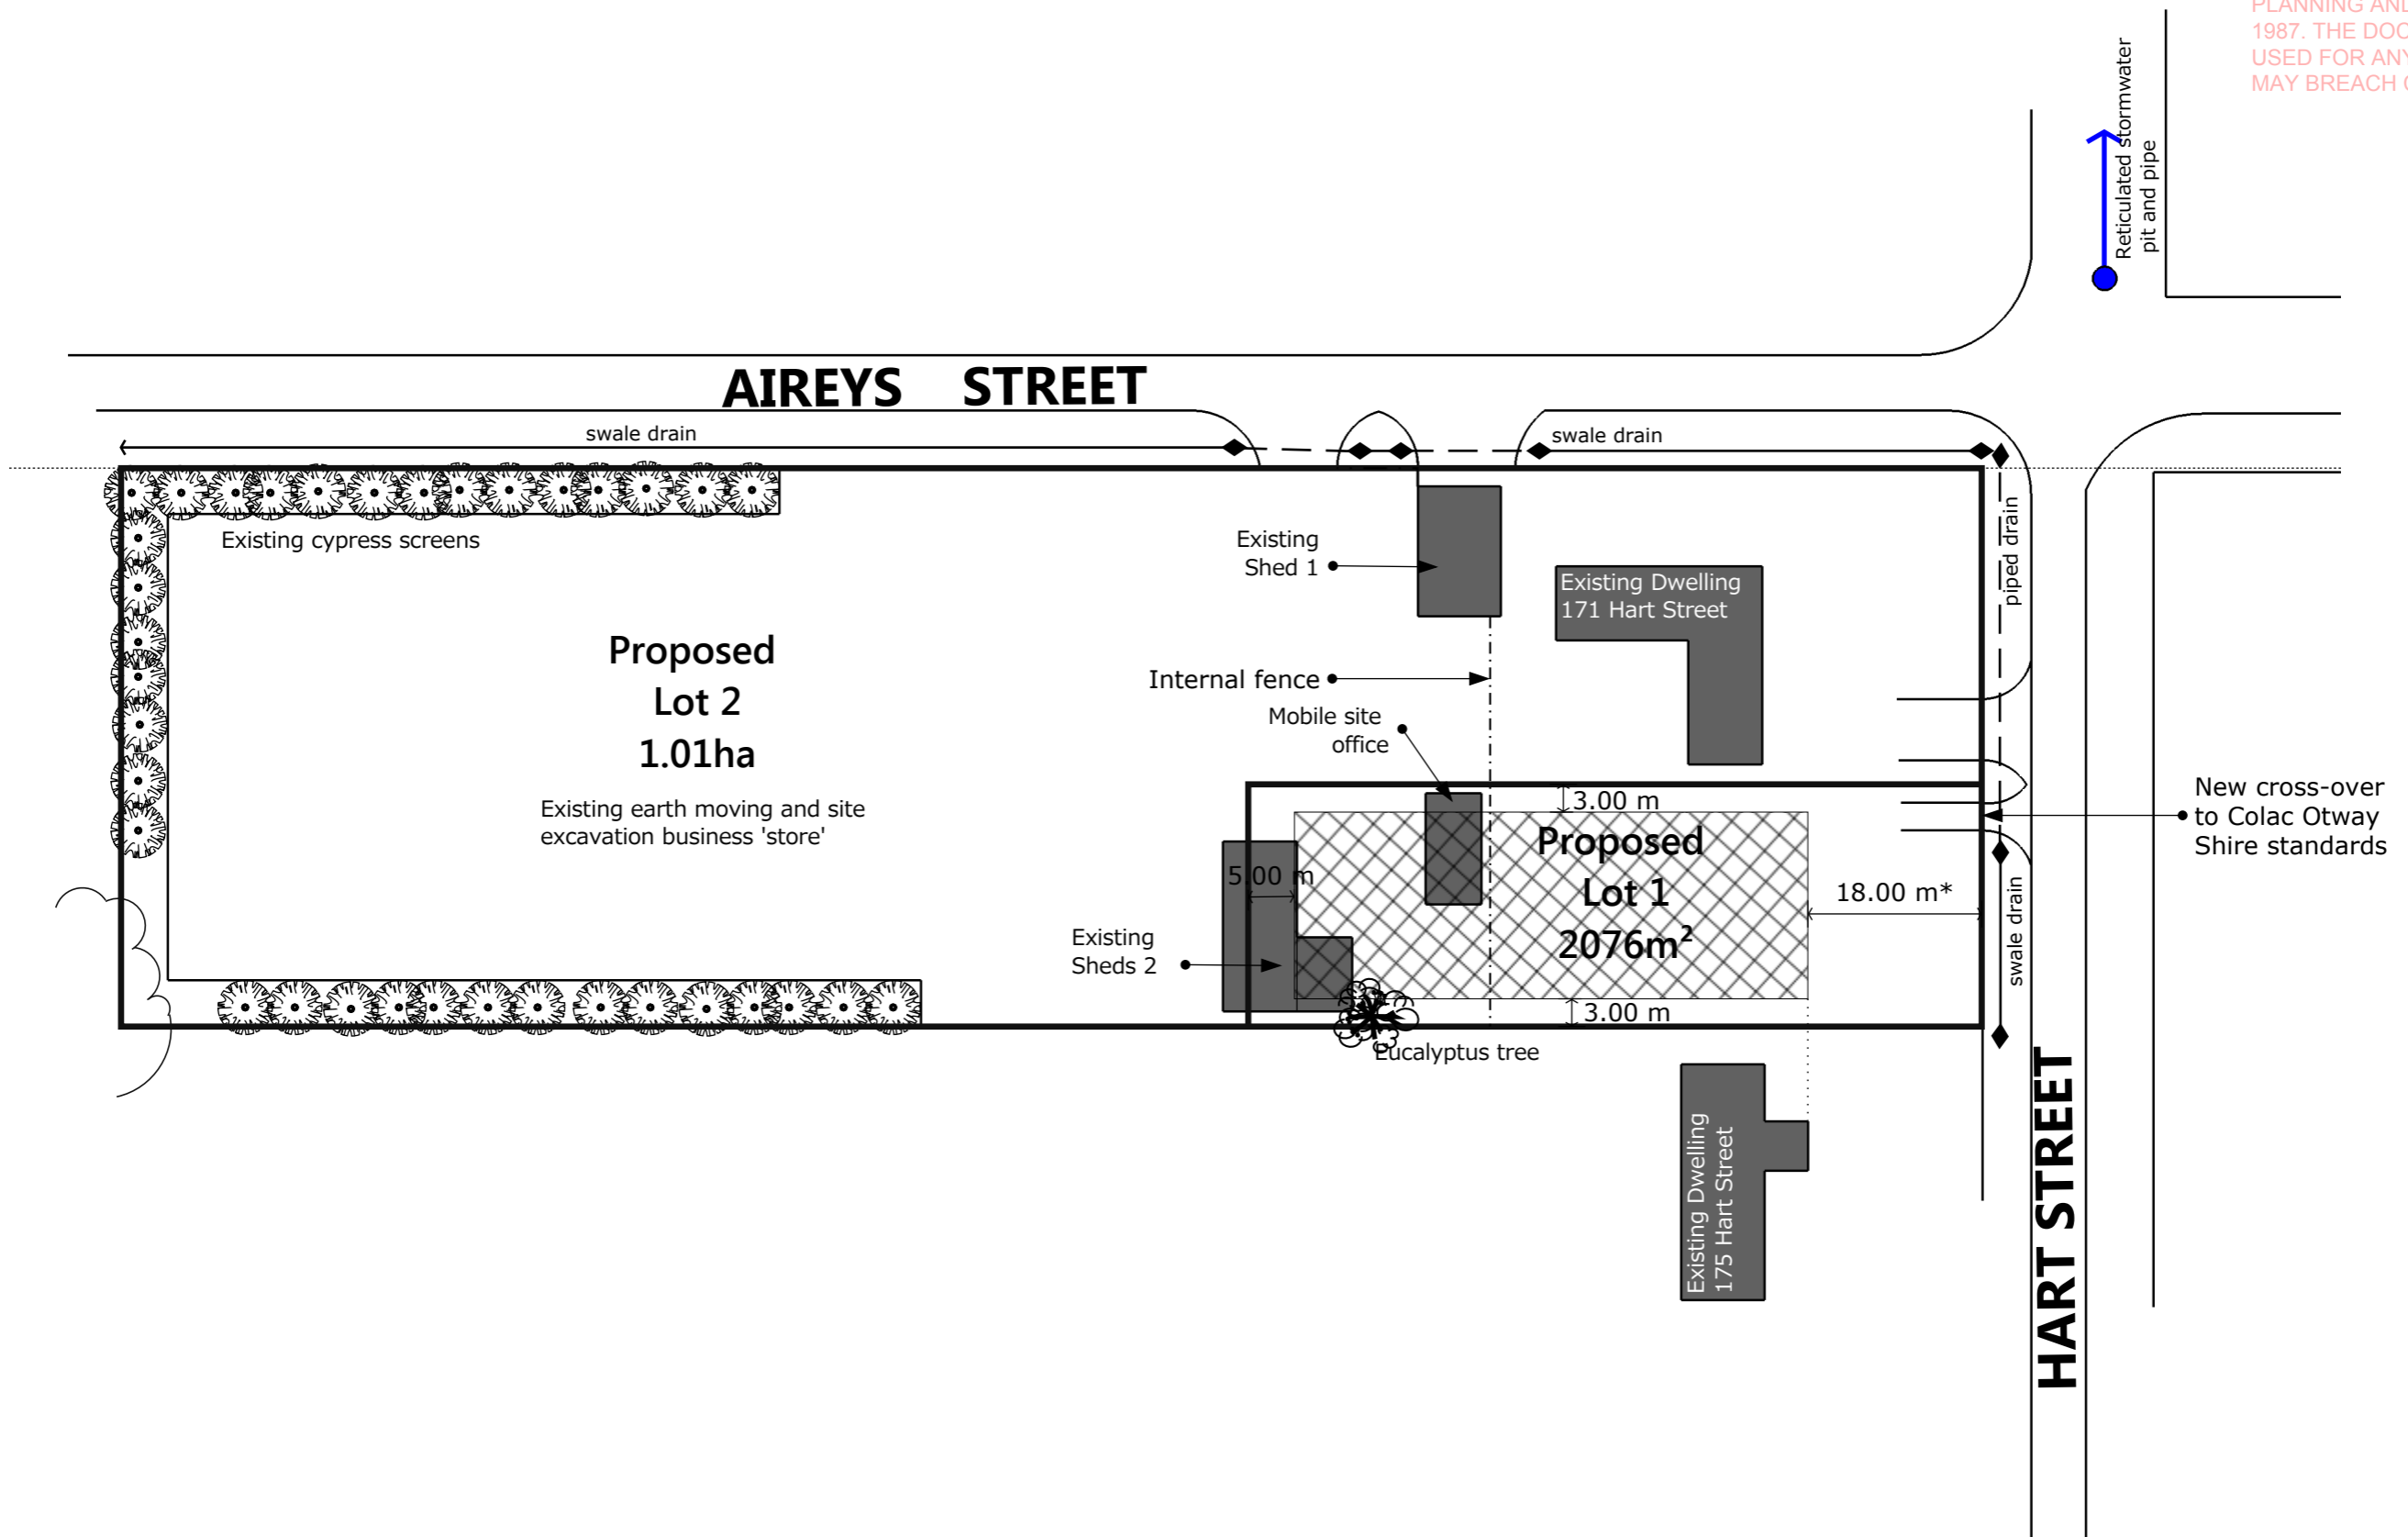 PLANNING AND
1987. THE DOC
USED FOR ANY
MAY BREACH
Reticulated stormwater
pit and pipe
AIREYS STREET
swale drain
swale drain
piped drain
Existing cypress screens
Existing
Shed 1
Existing Dwelling
171 Hart Street
Proposed
Lot 2
1.01ha
Existing earth moving and site
excavation business 'store'
Internal fence
Mobile site
office
3.00 m
Proposed
Lot 1
2076m²
5.00 m
18.00 m*
New cross-over
to Colac Otway
Shire standards
Existing
Sheds 2
swale drain
3.00 m
Eucalyptus tree
Existing Dwelling
175 Hart Street
HART STREET